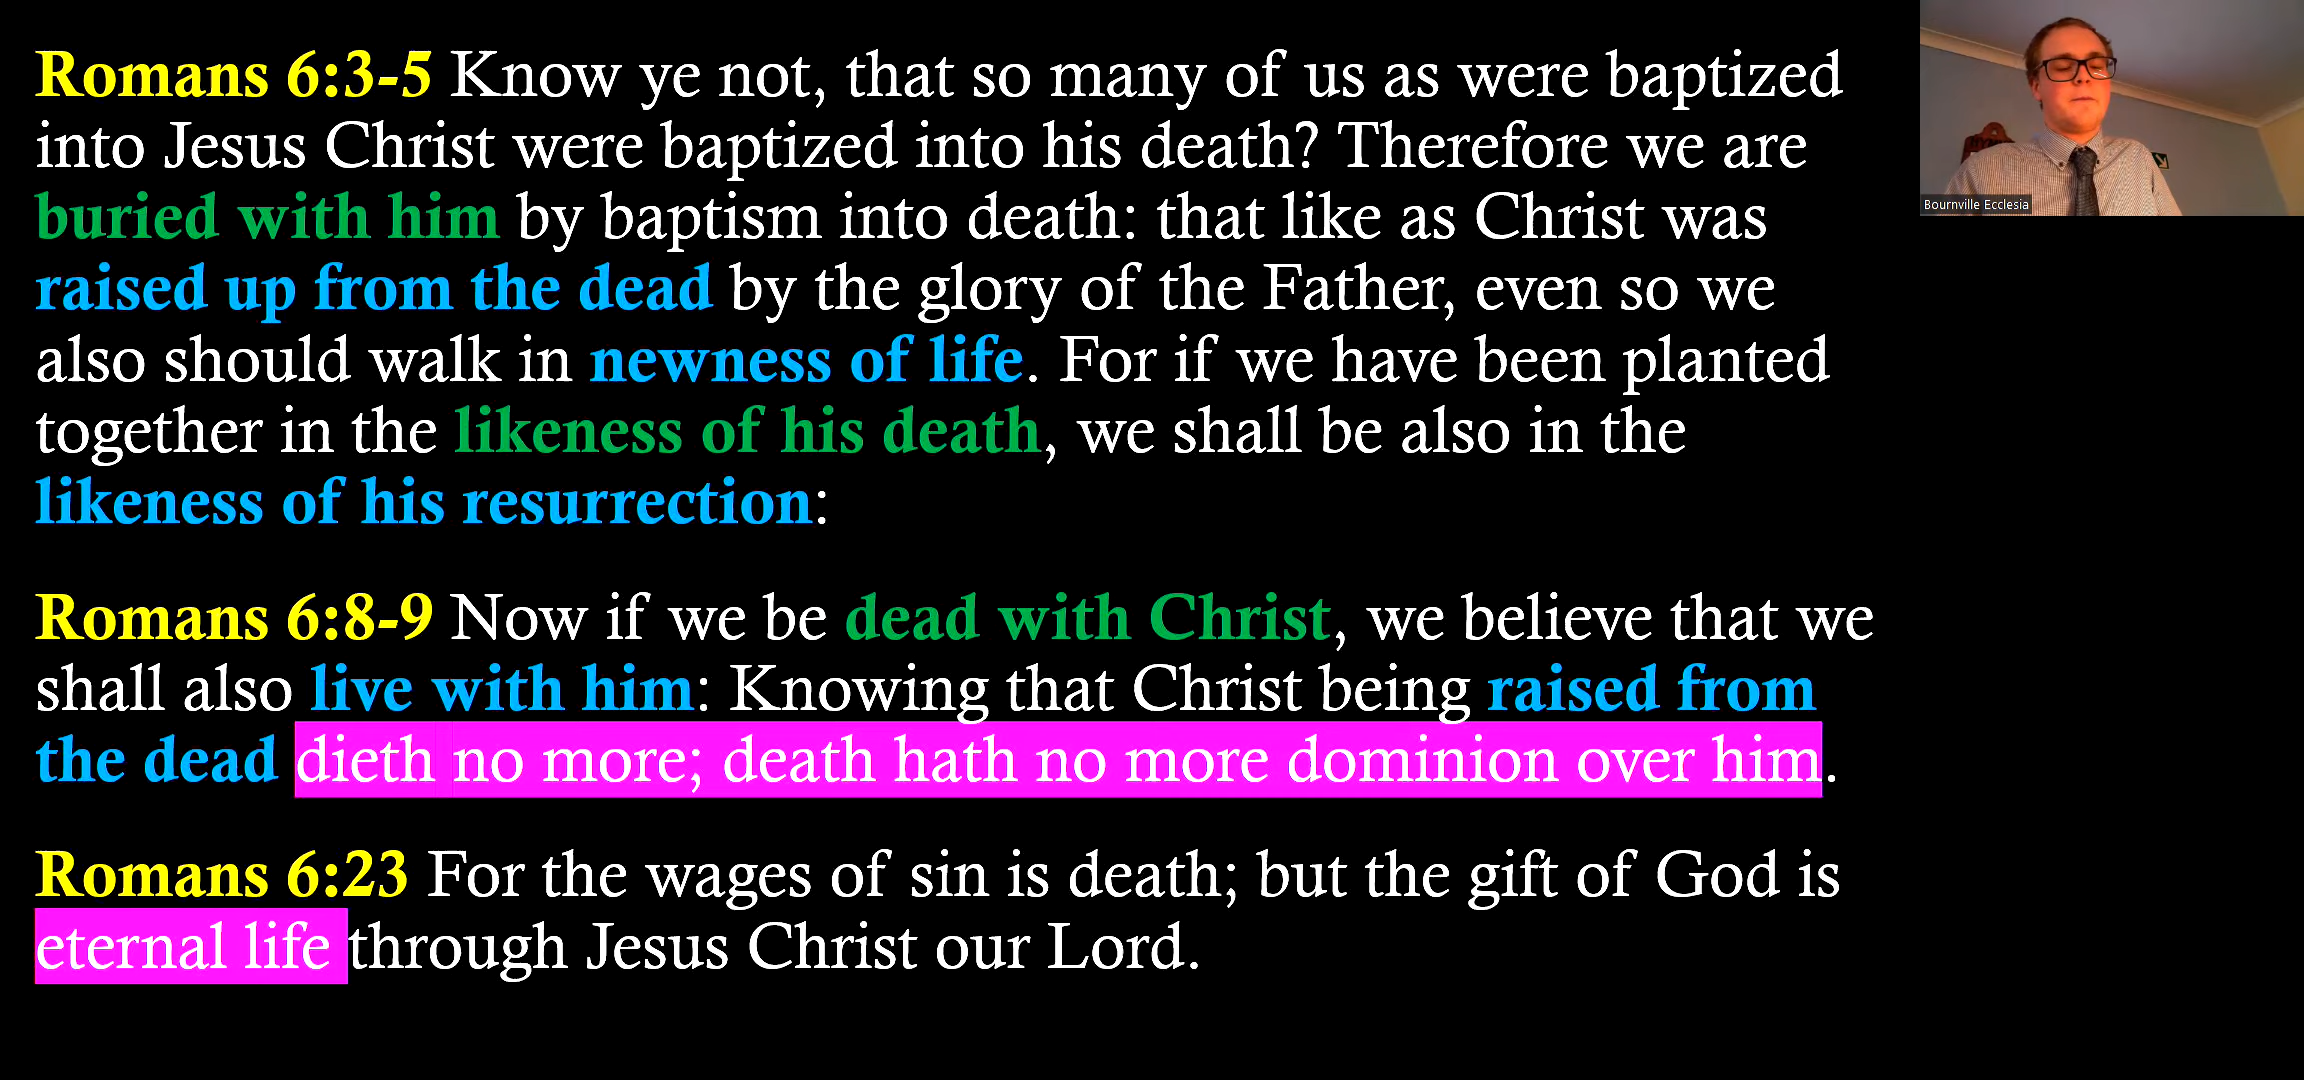 Romans 6:3-5 Know ye not, that so many of us as were baptized
into Jesus Christ were baptized into his death? Therefore we are
buried with him by baptism into death: that like as Christ was
raised up from the dead by the glory of the Father, even so we
also should walk in newness of life. For if we have been planted
together in the likeness of his death, we shall be also in the
likeness of his resurrection:
Romans 6:8-9 Now if we be dead with Christ, we believe that we
shall also live with him: Knowing that Christ being raised from
the dead dieth no more; death hath no more dominion over him.
Romans 6:23 For the wages of sin is death; but the gift of God is
eternal life through Jesus Christ our Lord.
Bournville Ecclesia